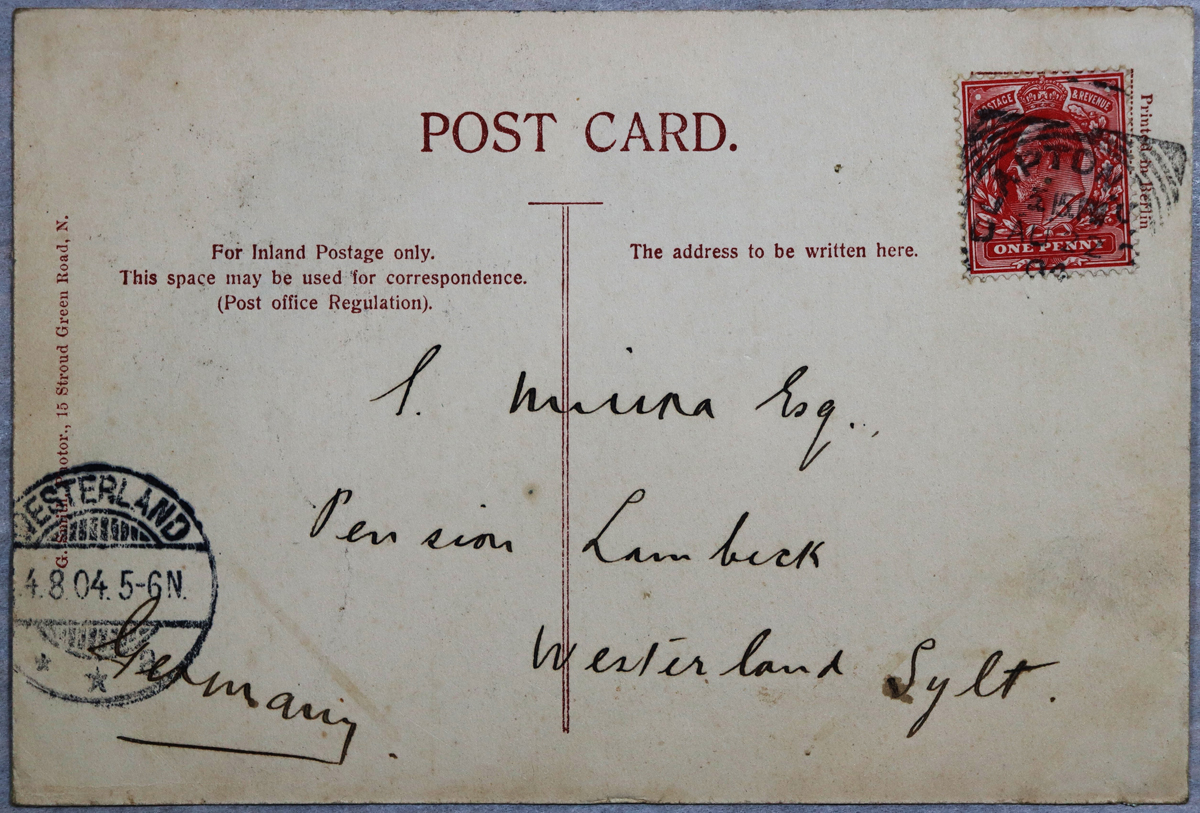 POST CARD.
POSTAGE & REVENUE
ONE PENNY
Printed in Berlin
For Inland Postage only.
This space may be used for correspondence.
(Post office Regulation).
The address to be written here.
15 Stroud Green Road, N.
Miura Esq.
Pension Lambeck
Westerland Sylt.
Germany.
WESTERLAND
4.8.04. 5-6N.